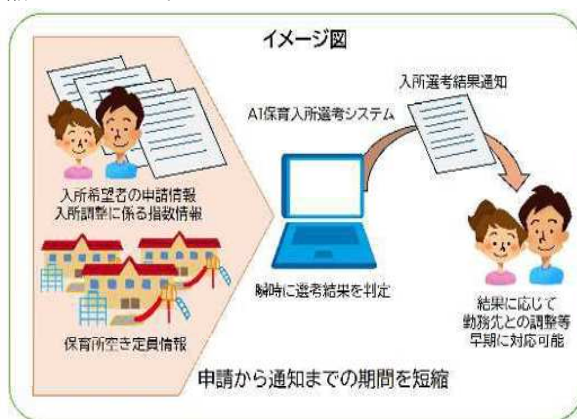 イメージ図
入所選考結果通知
AI保育入所選考システム
入所希望者の申請情報
入所調整に係る指数情報
瞬時に選考結果を判定
保育所空き定員情報
結果に応じて
勤務先との調整等
早期に対応可能
申請から通知までの期間を短縮